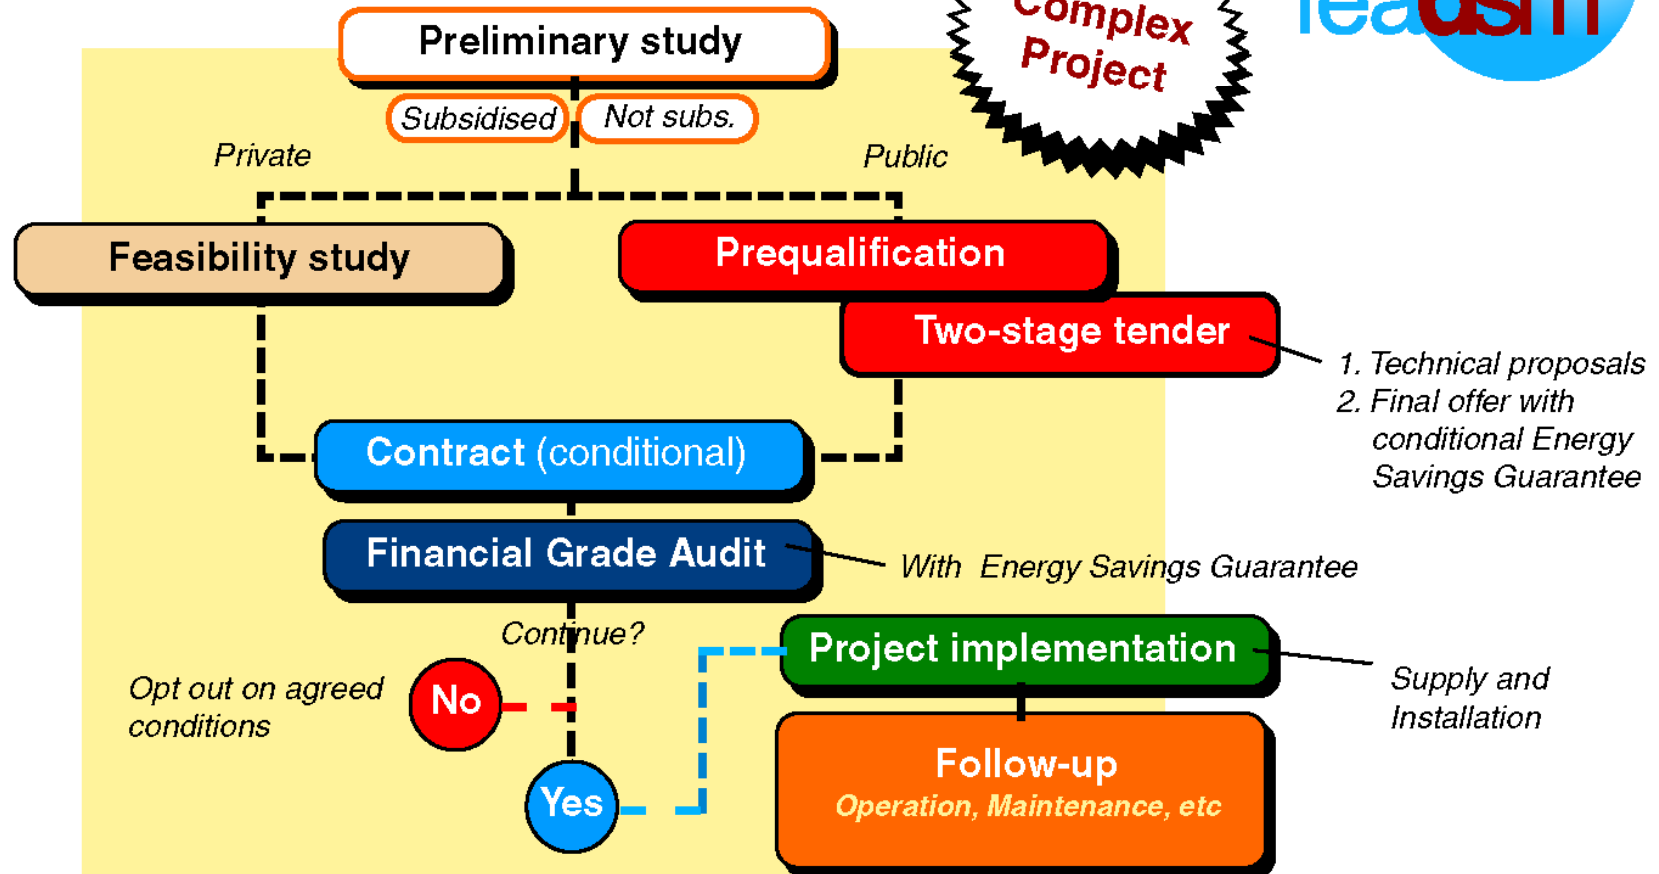 Preliminary study
Complex
Project
Subsidised
Not subs.
Private
Public
Feasibility study
Prequalification
Two-stage tender
1. Technical proposals
2. Final offer with
conditional Energy
Savings Guarantee
Contract (conditional)
Financial Grade Audit
With Energy Savings Guarantee
Continue?
Project implementation
Opt out on agreed
conditions
No
Supply and
Installation
Follow-up
Operation, Maintenance, etc
Yes